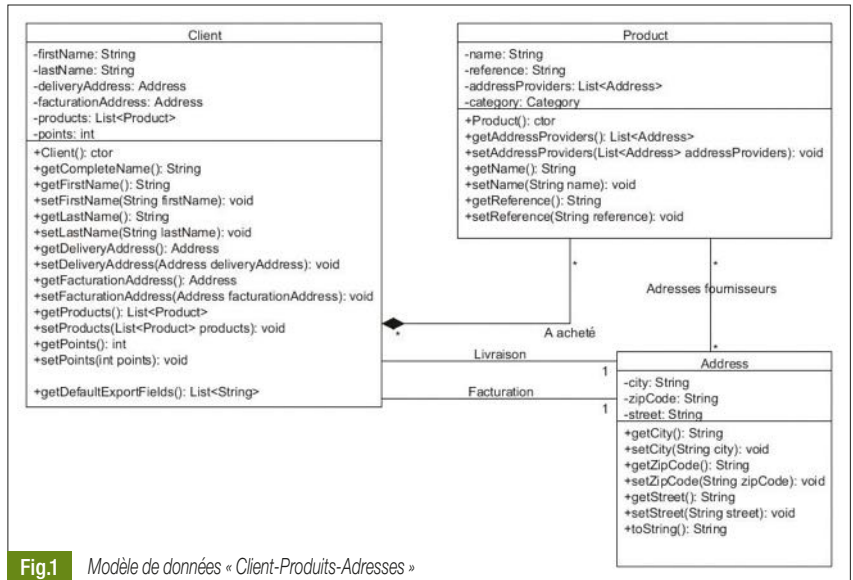 Client
-firstName: String
-lastName: String
-deliveryAddress: Address
-facturationAddress: Address
-products: List<Product>
-points: int
+Client(): ctor
+getCompleteName(): String
+getFirstName(): String
+setFirstName(String firstName): void
+getLastName(): String
+setLastName(String lastName): void
+getDeliveryAddress(): Address
+setDeliveryAddress(Address deliveryAddress): void
+getFacturationAddress(): Address
+setFacturationAddress(Address facturationAddress): void
+getProducts(): List<Product>
+setProducts(List<Product> products): void
+getPoints(): int
+setPoints(int points): void
+getDefaultExportFields(): List<String>
Product
-name: String
-reference: String
-addressProviders: List<Address>
-category: Category
+Product(): ctor
+getAddressProviders(): List<Address>
+setAddressProviders(List<Address> addressProviders): void
+getName(): String
+setName(String name): void
+getReference(): String
+setReference(String reference): void
*
*
Adresses fournisseurs
*
A acheté
*
Livraison
1
Facturation
1
Address
-city: String
-zipCode: String
-street: String
+getCity(): String
+setCity(String city): void
+getZipCode(): String
+setZipCode(String zipCode): void
+getStreet(): String
+setStreet(String street): void
+toString(): String
Fig.1 Modèle de données « Client-Produits-Adresses »